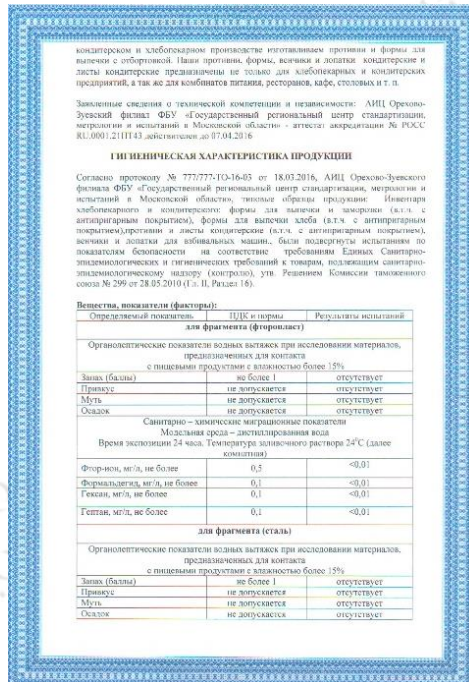 кондитерском и хлебопекарном производстве изготавливаем противни и формы для
выпечки с отбортовкой. Наши противни, формы, венчики и лопатки кондитерские и
листы кондитерские предназначены не только для хлебопекарных и кондитерских
предприятий, а так же для комбинатов питания, ресторанов, кафе, столовых и т. п.
Заявленные сведения о технической компетенции и независимости: АИЦ Орехово-
Зуевский филиал ФБУ «Государственный региональный центр стандартизации,
метрологии и испытаний в Московской области» - аттестат аккредитации № РОСС
RU.0001.21ПТ43 действителен до 07.04.2016
ГИГИЕНИЧЕСКАЯ ХАРАКТЕРИСТИКА ПРОДУКЦИИ
Согласно протоколу № 777/777-ТО-16-03 от 18.03.2016, АИЦ Орехово-Зуевского
филиала ФБУ «Государственный региональный центр стандартизации, метрологии и
испытаний в Московской области», типовые образцы продукции: Инвентаря
хлебопекарного и кондитерского: формы для выпечки и заморозки (в.т.ч. с
антипригарным покрытием), формы для выпечки хлеба (в.т.ч. с антипригарным
покрытием),противни и листы кондитерские (в.т.ч. с антипригарным покрытием),
венчики и лопатки для взбивальных машин., были подвергнуты испытаниям по
показателям безопасности на соответствие требованиям Единых Санитарно-
эпидемиологических и гигиенических требований к товарам, подлежащим санитарно-
эпидемиологическому надзору (контролю), утв. Решением Комиссии таможенного
союза № 299 от 28.05.2010 (Гл. II, Раздел 16).
Вещества, показатели (факторы):
Определяемый показатель ПДК и нормы Результаты испытаний
для фрагмента (фторопласт)
Органолептические показатели водных вытяжек при исследовании материалов,
предназначенных для контакта
с пищевыми продуктами с влажностью более 15%
Запах (баллы) не более 1 отсутствует
Привкус не допускается отсутствует
Муть не допускается отсутствует
Осадок не допускается отсутствует
Санитарно – химические миграционные показатели
Модельная среда – дистиллированная вода
Время экспозиции 24 часа. Температура заливочного раствора 24⁰С (далее
комнатная)
Фтор-ион, мг/л, не более 0,5 <0,01
Формальдегид, мг/л, не более 0,1 <0,01
Гексан, мг/л, не более 0,1 <0,01
Гептан, мг/л, не более 0,1 <0,01
для фрагмента (сталь)
Органолептические показатели водных вытяжек при исследовании материалов,
предназначенных для контакта
с пищевыми продуктами с влажностью более 15%
Запах (баллы) не более 1 отсутствует
Привкус не допускается отсутствует
Муть не допускается отсутствует
Осадок не допускается отсутствует